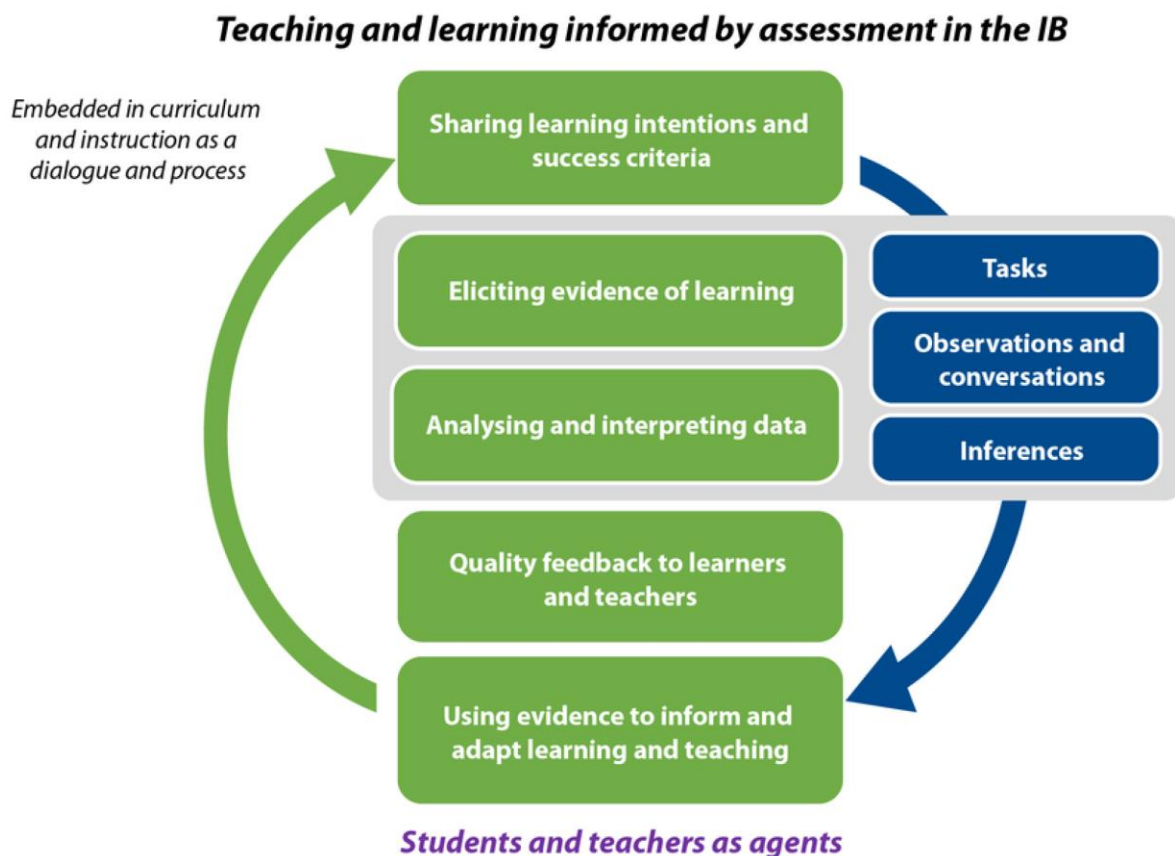 Teaching and learning informed by assessment in the IB
Embedded in curriculum
and instruction as a
dialogue and process
Sharing learning intentions and
success criteria
Eliciting evidence of learning
Tasks
Observations and
conversations
Analysing and interpreting data
Inferences
Quality feedback to learners
and teachers
Using evidence to inform and
adapt learning and teaching
Students and teachers as agents